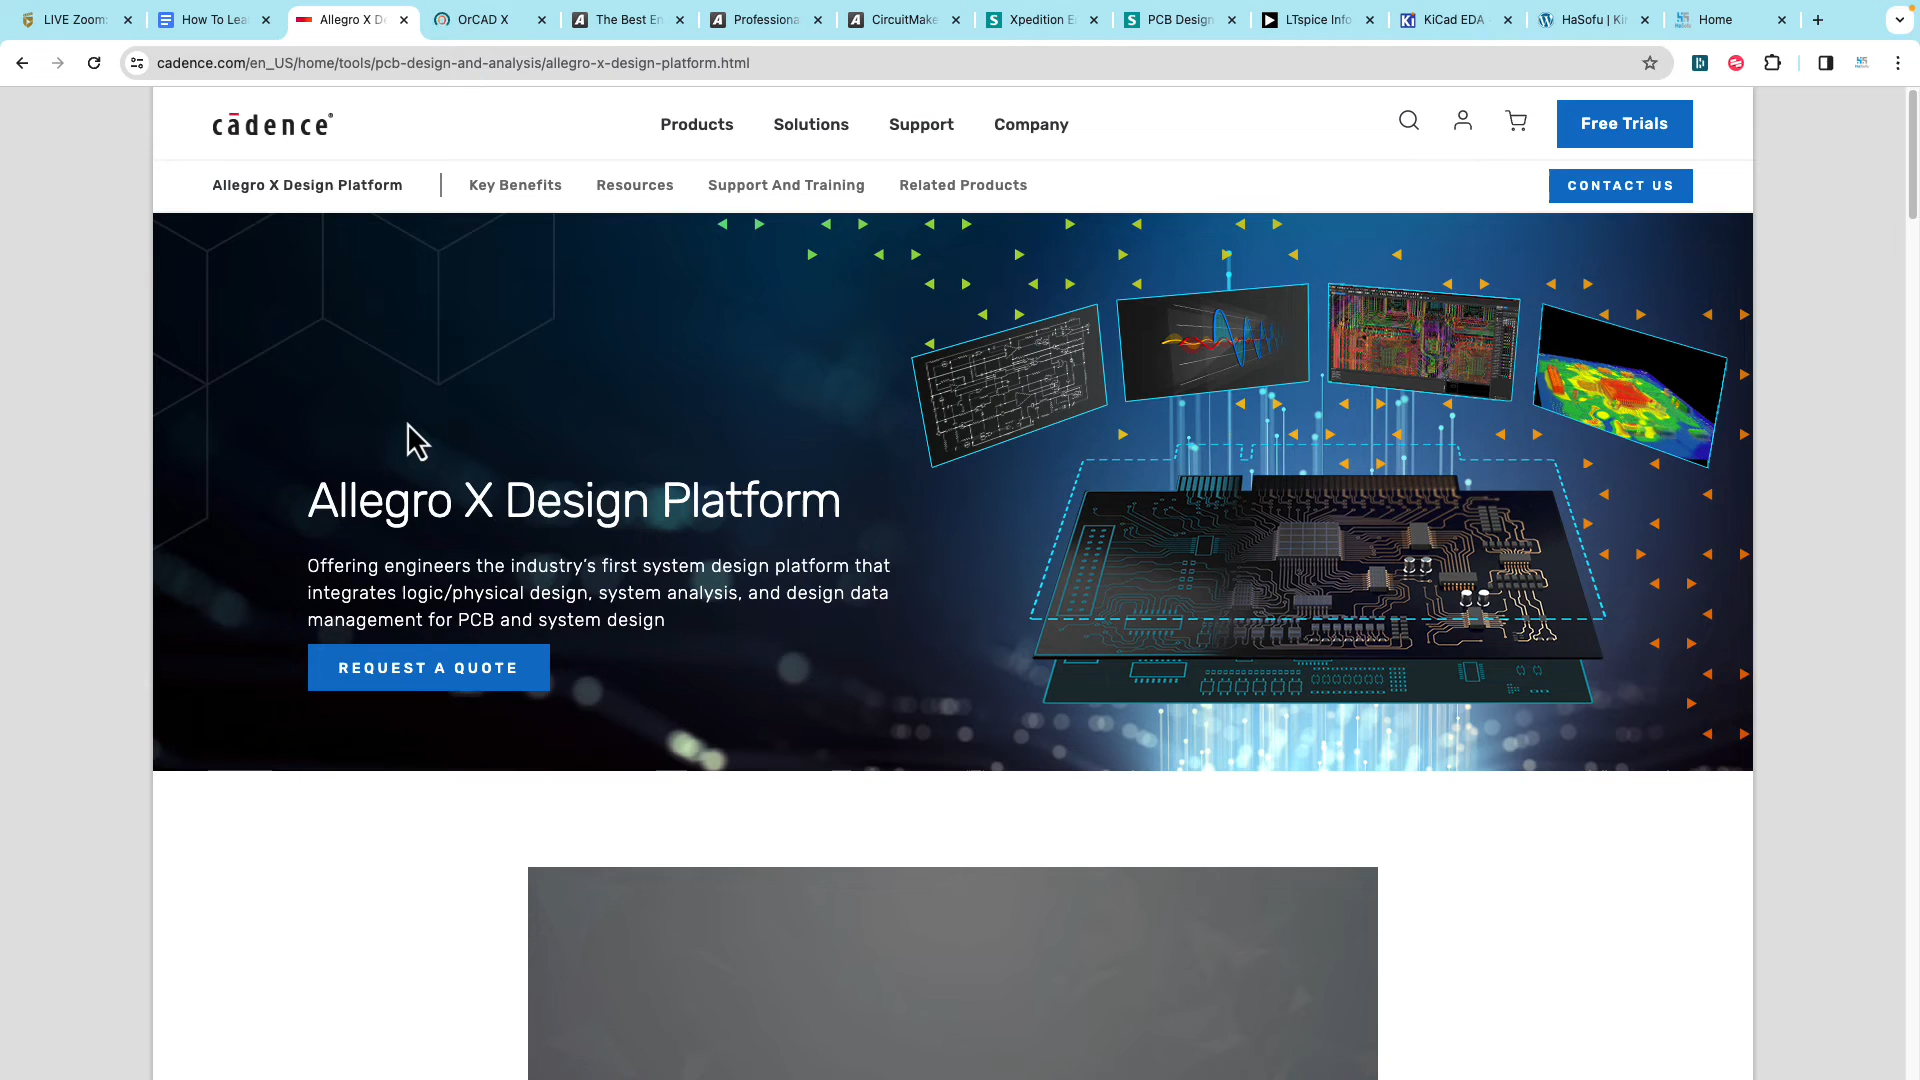 LIVE Zoom:
How To Lea
Allegro X De
OrCAD X
The Best En
Professiona
CircuitMake
Xpedition E
PCB Design
LTspice Info
KiCad EDA
HaSofu | Ki
Home
cadence.com/en_US/home/tools/pcb-design-and-analysis/allegro-x-design-platform.html
cādence®
Products
Solutions
Support
Company
Free Trials
Allegro X Design Platform
Key Benefits
Resources
Support And Training
Related Products
CONTACT US
Allegro X Design Platform
Offering engineers the industry’s first system design platform that
integrates logic/physical design, system analysis, and design data
management for PCB and system design
REQUEST A QUOTE